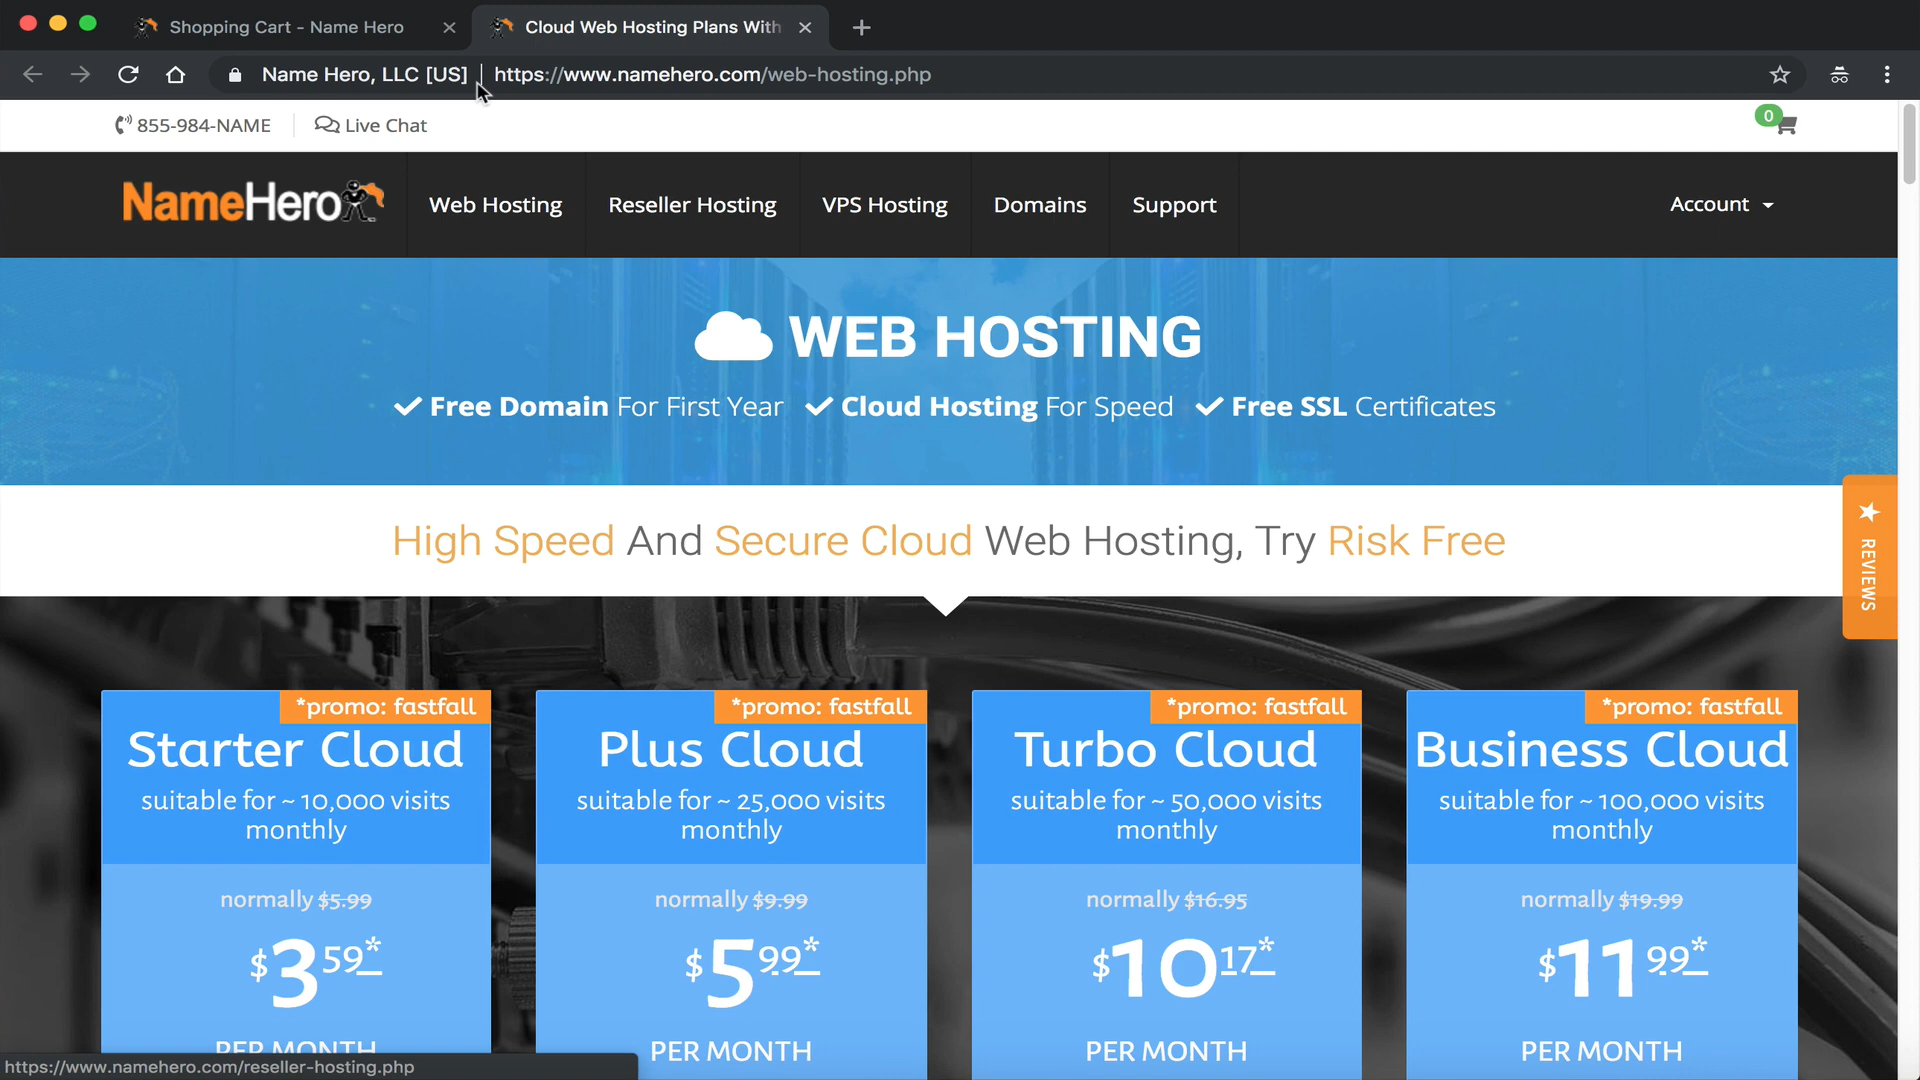 Shopping Cart - Name Hero
Cloud Web Hosting Plans With
Name Hero, LLC [US] | https://www.namehero.com/web-hosting.php
855-984-NAME
Live Chat
0
NameHero
Web Hosting
Reseller Hosting
VPS Hosting
Domains
Support
Account
WEB HOSTING
Free Domain For First Year
Cloud Hosting For Speed
Free SSL Certificates
REVIEWS
High Speed And Secure Cloud Web Hosting, Try Risk Free
*promo: fastfall
Starter Cloud
suitable for ~ 10,000 visits
monthly
normally $5.99
$3.59*
PER MONTH
*promo: fastfall
Plus Cloud
suitable for ~ 25,000 visits
monthly
normally $9.99
$5.99*
PER MONTH
*promo: fastfall
Turbo Cloud
suitable for ~ 50,000 visits
monthly
normally $16.95
$10.17*
PER MONTH
*promo: fastfall
Business Cloud
suitable for ~ 100,000 visits
monthly
normally $19.99
$11.99*
PER MONTH
https://www.namehero.com/reseller-hosting.php